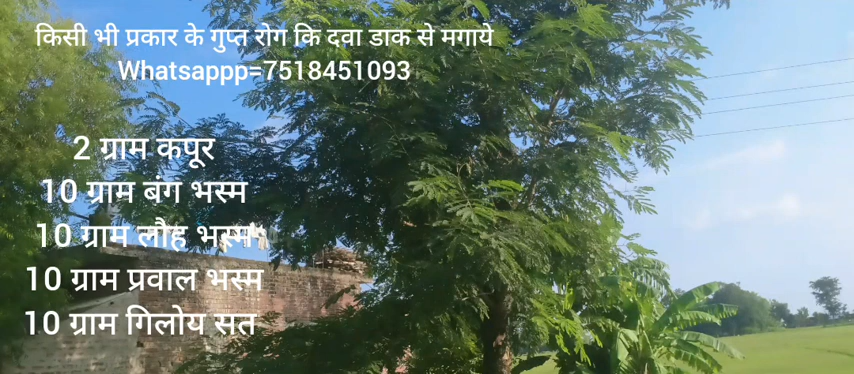 किसी भी प्रकार के गुप्त रोग कि दवा डाक से मगाये
Whatsappp=7518451093
2 ग्राम कपूर
10 ग्राम बंग भस्म
10 ग्राम लौह भस्म
10 ग्राम प्रवाल भस्म
10 ग्राम गिलोय सत